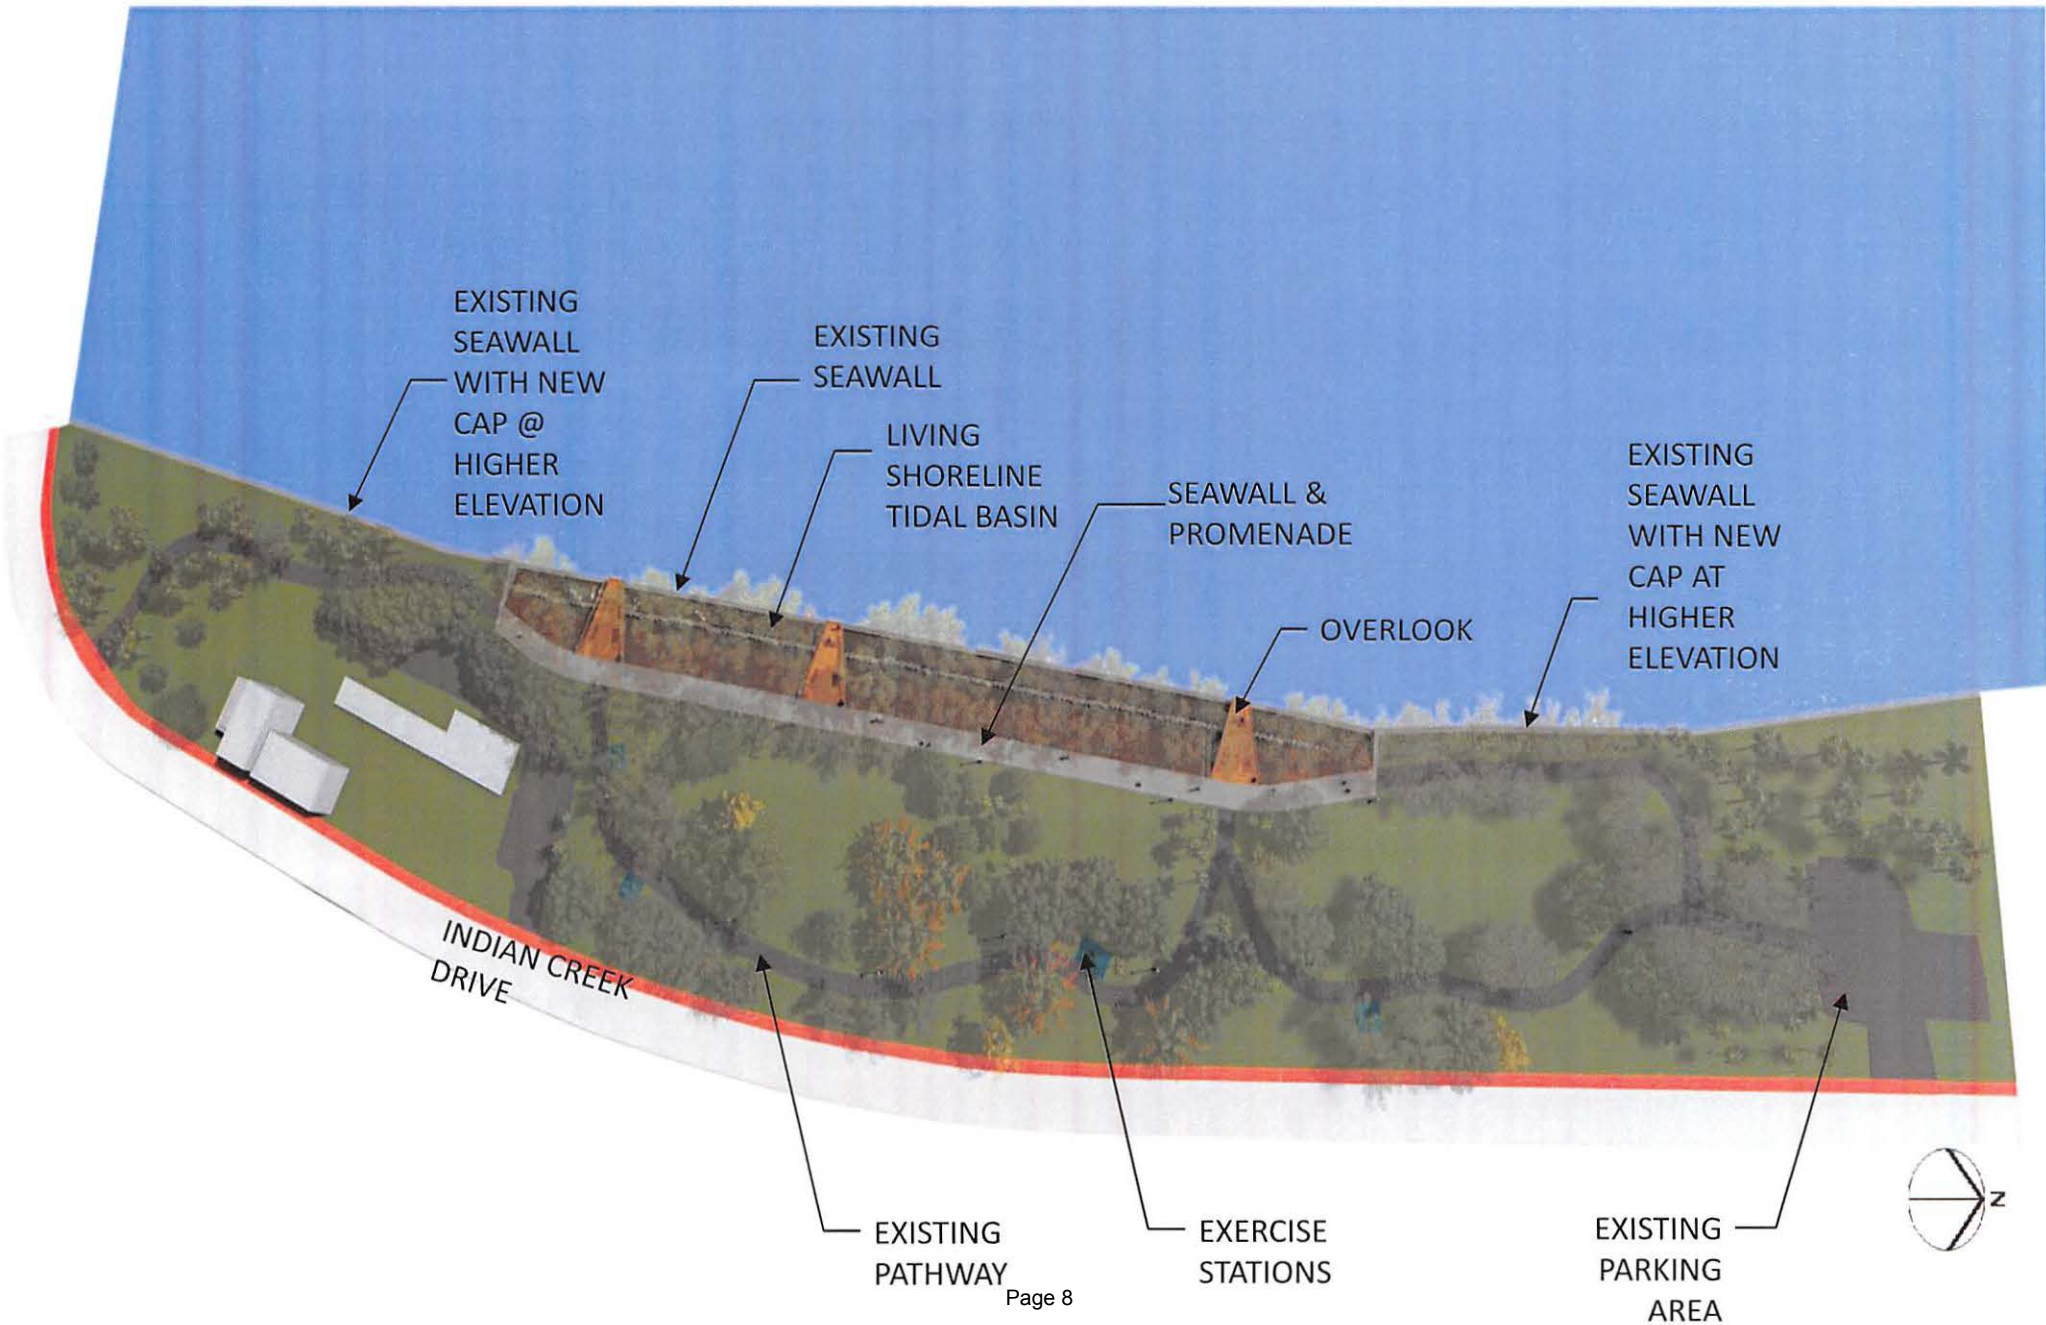 EXISTING
SEAWALL
WITH NEW
CAP @
HIGHER
ELEVATION
EXISTING
SEAWALL
LIVING
SHORELINE
TIDAL BASIN
SEAWALL &
PROMENADE
OVERLOOK
EXISTING
SEAWALL
WITH NEW
CAP AT
HIGHER
ELEVATION
INDIAN CREEK
DRIVE
EXISTING
PATHWAY
EXERCISE
STATIONS
EXISTING
PARKING
AREA
N
Page 8